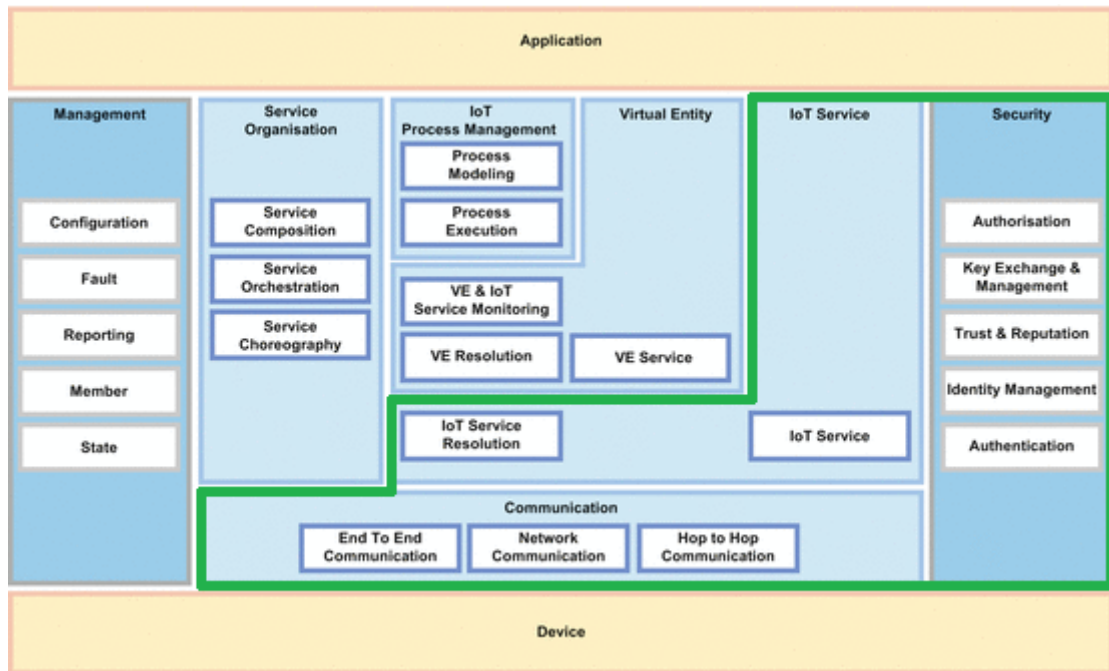 Application
Management
Configuration
Fault
Reporting
Member
State
Service
Organisation
Service
Composition
Service
Orchestration
Service
Choreography
IoT
Process Management
Process
Modeling
Process
Execution
Virtual Entity
VE & IoT
Service Monitoring
VE Resolution
VE Service
IoT Service
IoT Service
Resolution
IoT Service
Communication
End To End
Communication
Network
Communication
Hop to Hop
Communication
Security
Authorisation
Key Exchange &
Management
Trust & Reputation
Identity Management
Authentication
Device